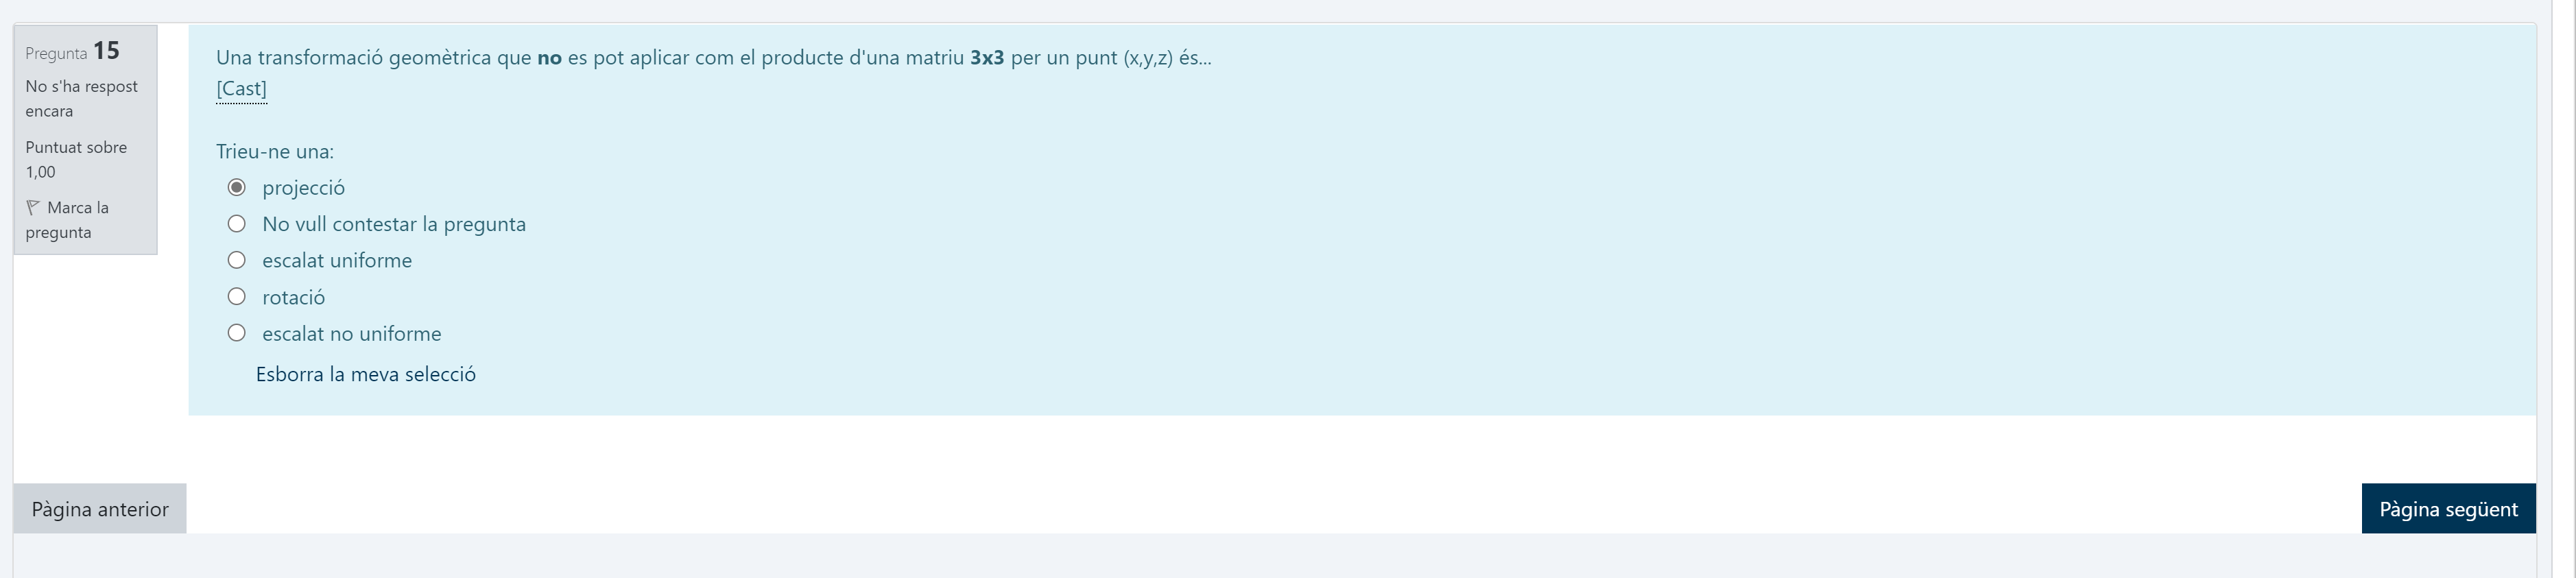 Pregunta 15
No s'ha respost
encara
Puntuat sobre
1,00
Marca la
pregunta
Una transformació geomètrica que no es pot aplicar com el producte d'una matriu 3x3 per un punt (x,y,z) és...
[Cast]
Trieu-ne una:
projecció
No vull contestar la pregunta
escalat uniforme
rotació
escalat no uniforme
Esborra la meva selecció
Pàgina anterior
Pàgina següent